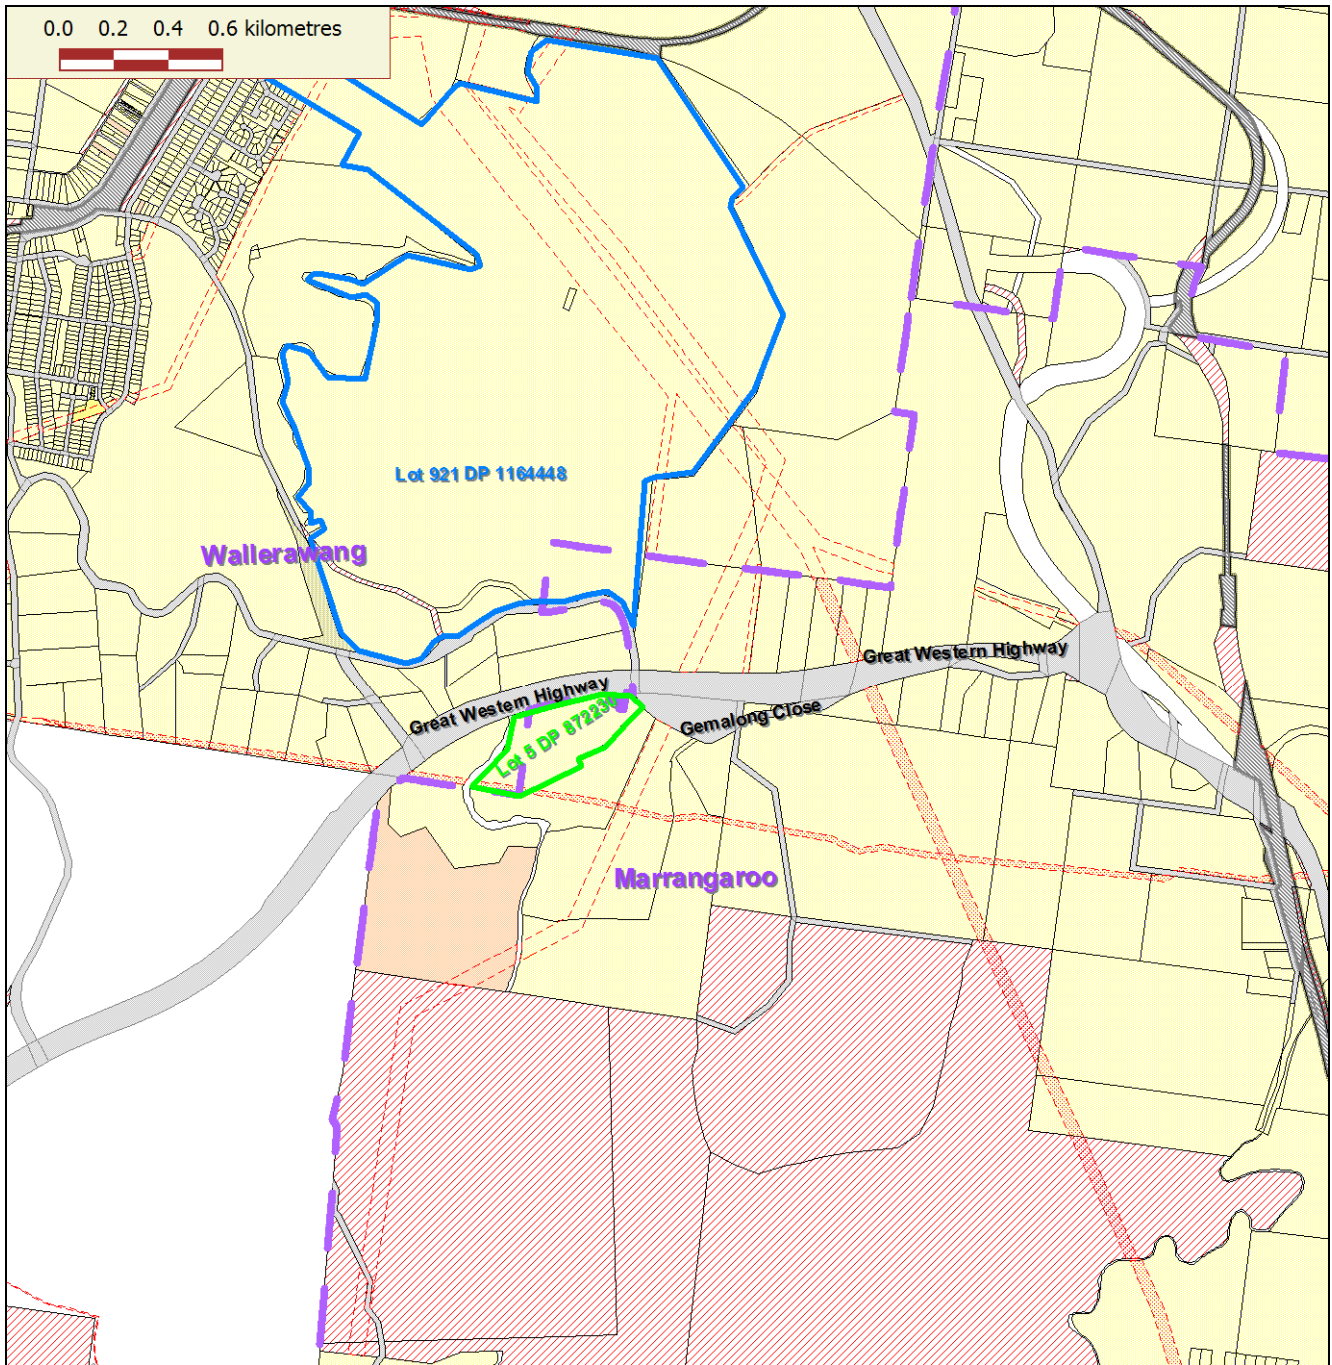 0.0 0.2 0.4 0.6 kilometres
Lot 921 DP 1164448
Wallerawang
Great Western Highway
Great Western Highway
Lot 5 DP 872230
Gemalong Close
Marrangaroo